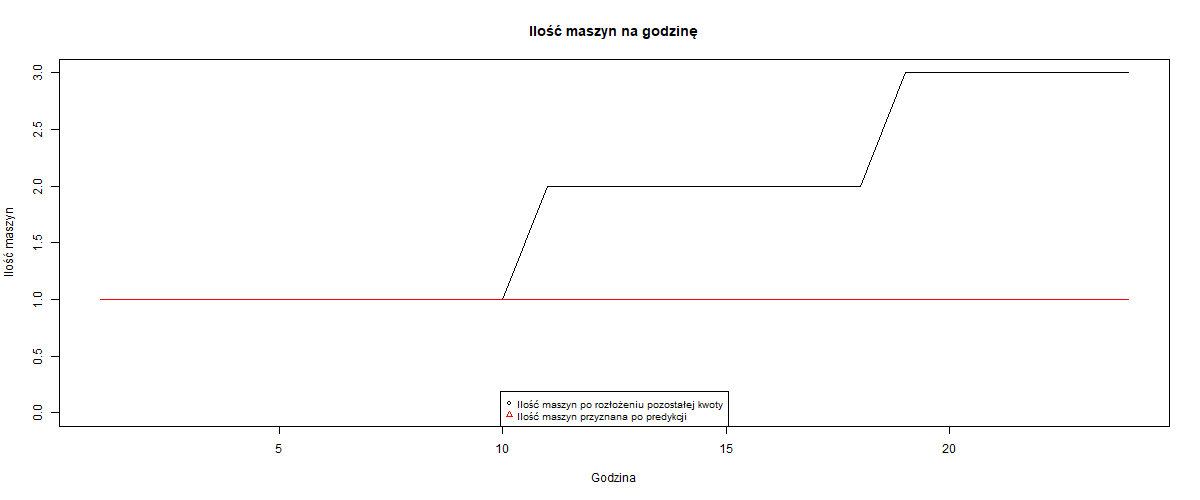 Ilość maszyn na godzinę
Ilość maszyn
3.0
2.5
2.0
1.5
1.0
0.5
0.0
Ilość maszyn po rozłożeniu pozostałej kwoty
Ilość maszyn przyznana po predykcji
5 10 15 20
Godzina